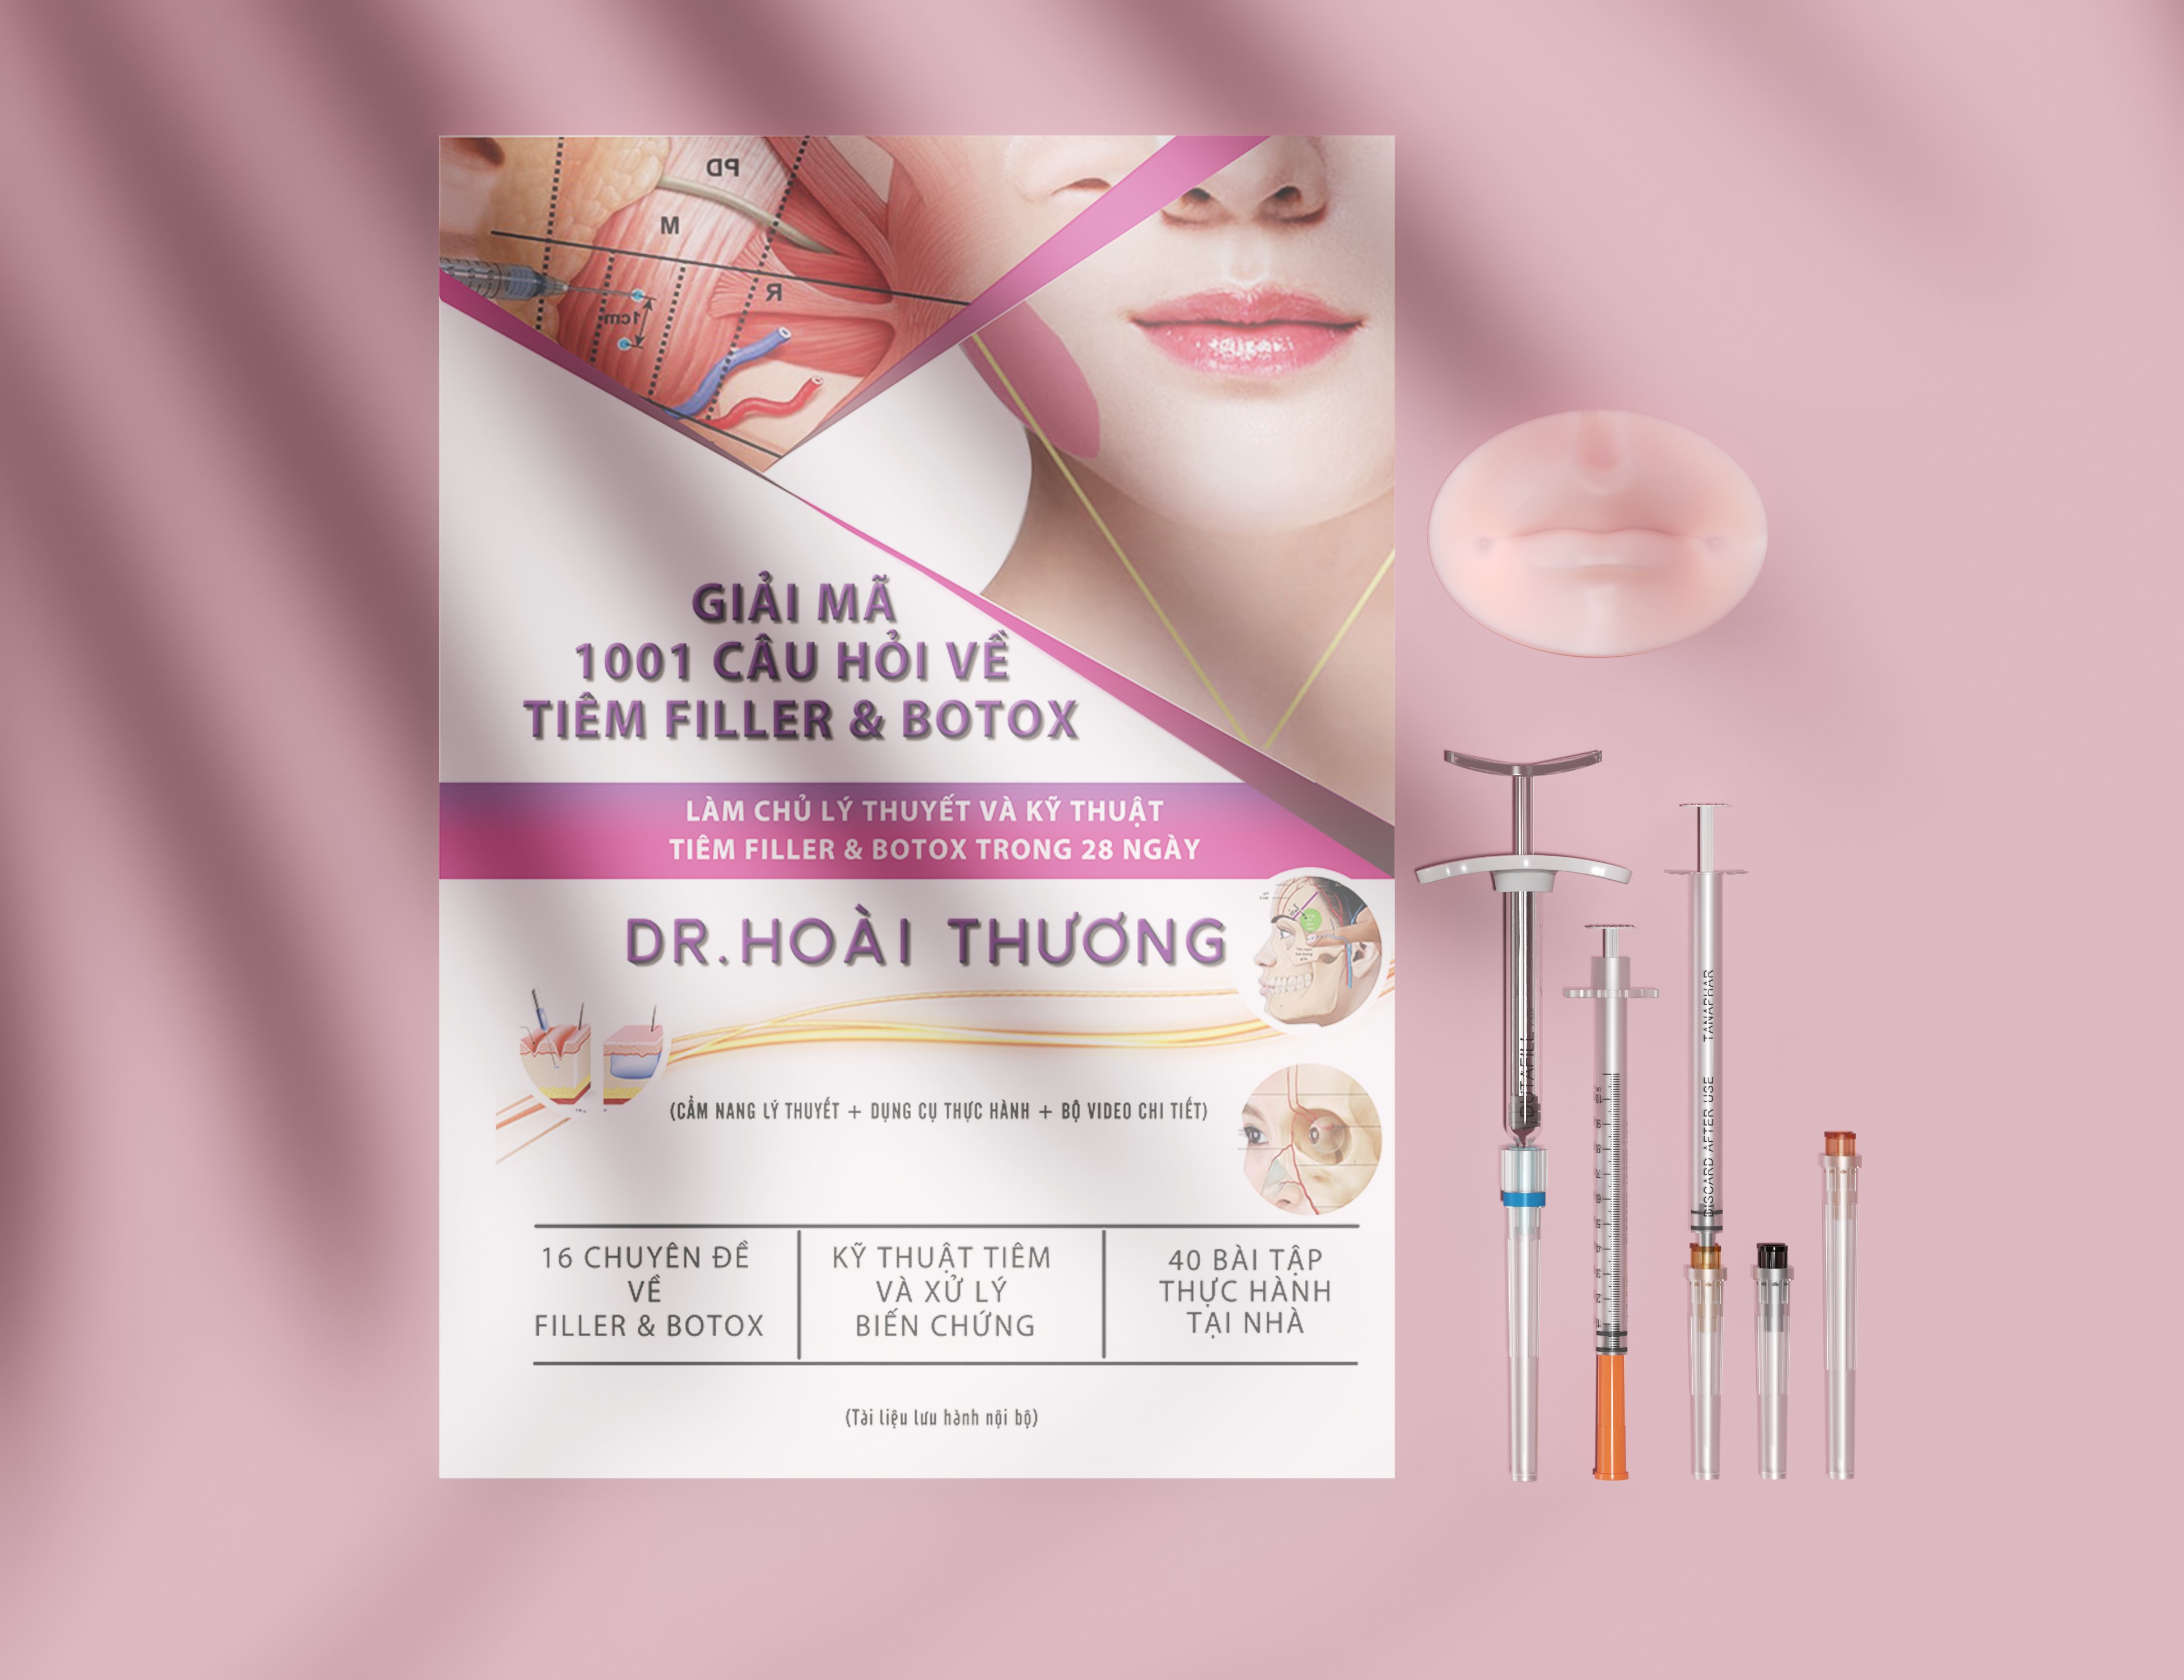 PD
M
R
1cm
GIẢI MÃ
1001 CÂU HỎI VỀ
TIÊM FILLER & BOTOX
LÀM CHỦ LÝ THUYẾT VÀ KỸ THUẬT
TIÊM FILLER & BOTOX TRONG 28 NGÀY
DR.HOÀI THƯƠNG
(CẨM NANG LÝ THUYẾT + DỤNG CỤ THỰC HÀNH + BỘ VIDEO CHI TIẾT)
16 CHUYÊN ĐỀ
VỀ
FILLER & BOTOX
KỸ THUẬT TIÊM
VÀ XỬ LÝ
BIẾN CHỨNG
40 BÀI TẬP
THỰC HÀNH
TẠI NHÀ
(Tài liệu lưu hành nội bộ)
DISCARD AFTER USE TANAPHAR